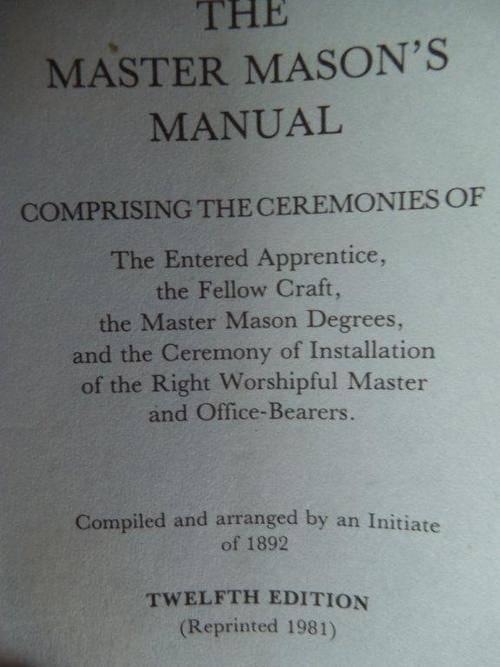 THE
MASTER MASON'S
MANUAL
COMPRISING THE CEREMONIES OF
The Entered Apprentice,
the Fellow Craft,
the Master Mason Degrees,
and the Ceremony of Installation
of the Right Worshipful Master
and Office-Bearers.
Compiled and arranged by an Initiate
of 1892
TWELFTH EDITION
(Reprinted 1981)